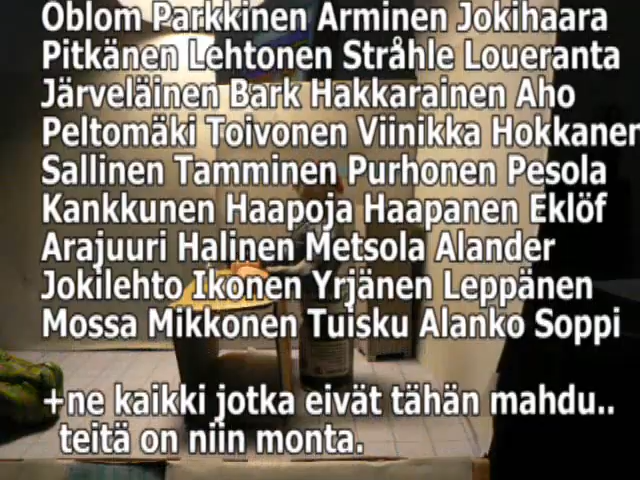 Oblom Parkkinen Arminen Jokihaara
Pitkänen Lehtonen Stråhle Loueranta
Järveläinen Bark Hakkarainen Aho
Peltomäki Toivonen Viinikka Hokkanen
Sallinen Tamminen Purhonen Pesola
Kankkunen Haapoja Haapanen Eklöf
Arajuuri Halinen Metsola Alander
Jokilehto Ikonen Yrjänen Leppänen
Mossa Mikkonen Tuisku Alanko Soppi
+ne kaikki jotka eivät tähän mahdu..
teitä on niin monta.